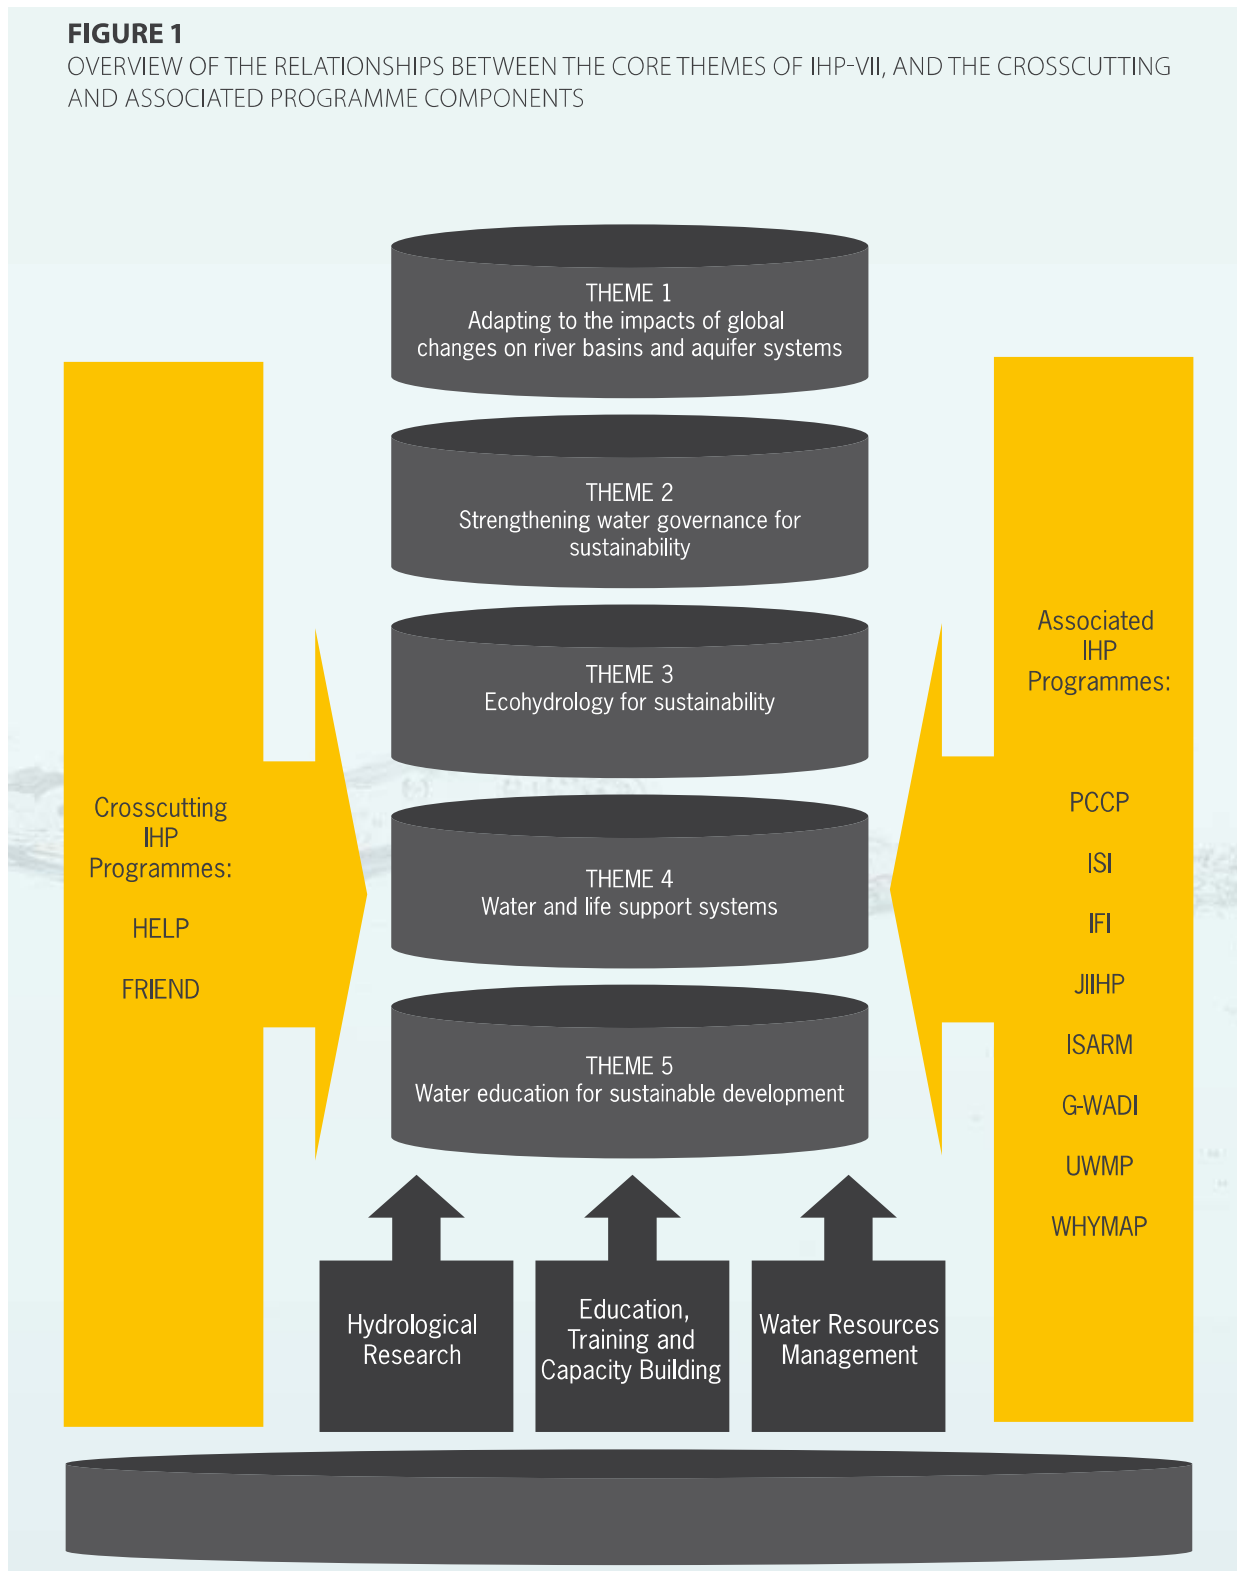 FIGURE 1
OVERVIEW OF THE RELATIONSHIPS BETWEEN THE CORE THEMES OF IHP-VII, AND THE CROSSCUTTING
AND ASSOCIATED PROGRAMME COMPONENTS
THEME 1
Adapting to the impacts of global
changes on river basins and aquifer systems
THEME 2
Strengthening water governance for
sustainability
THEME 3
Ecohydrology for sustainability
THEME 4
Water and life support systems
THEME 5
Water education for sustainable development
Crosscutting
IHP
Programmes:
HELP
FRIEND
Associated
IHP
Programmes:
PCCP
ISI
IFI
JIIHP
ISARM
G-WADI
UWMP
WHYMAP
Hydrological
Research
Education,
Training and
Capacity Building
Water Resources
Management